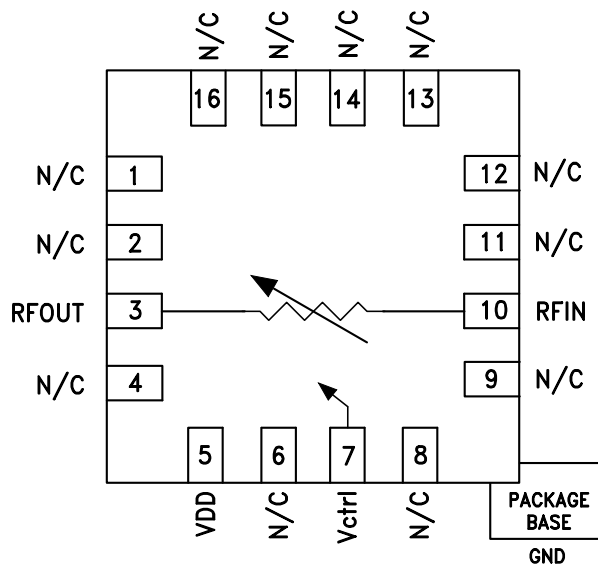 N/C N/C N/C N/C
16 15 14 13
N/C 1 12 N/C
N/C 2 11 N/C
RFOUT 3 10 RFIN
N/C 4 9 N/C
5 6 7 8
VDD N/C Vctrl N/C
PACKAGE
BASE
GND